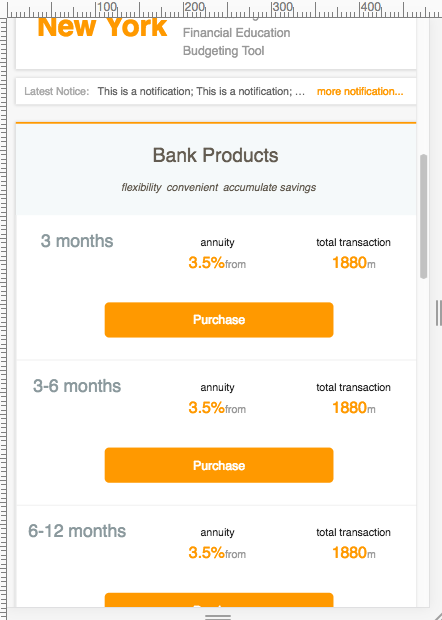 100 200 300 400
New York
Financial Education
Budgeting Tool
Latest Notice: This is a notification; This is a notification; ... more notification...
Bank Products
flexibility convenient accumulate savings
3 months annuity total transaction
3.5%from 1880m
Purchase
3-6 months annuity total transaction
3.5%from 1880m
Purchase
6-12 months annuity total transaction
3.5%from 1880m